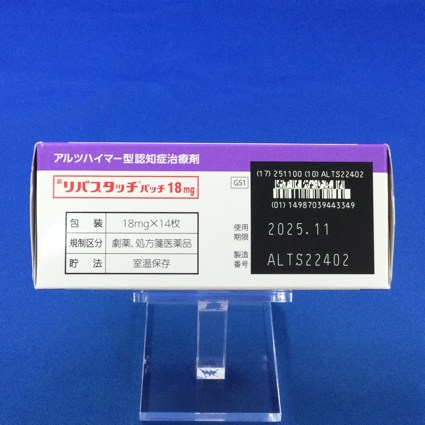 アルツハイマー型認知症治療剤
リバスタッチ®パッチ18mg
GS1
(17) 251100 (10) ALTS22402
(01) 14987039443349
包 装 18mg×14枚
規制区分 劇薬、処方箋医薬品
貯 法 室温保存
使用期限 2025.11
製造番号 ALTS22402